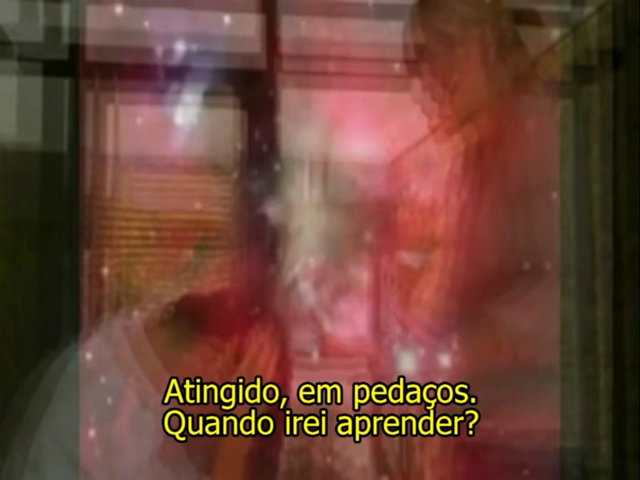 Atingido, em pedaços.
Quando irei aprender?